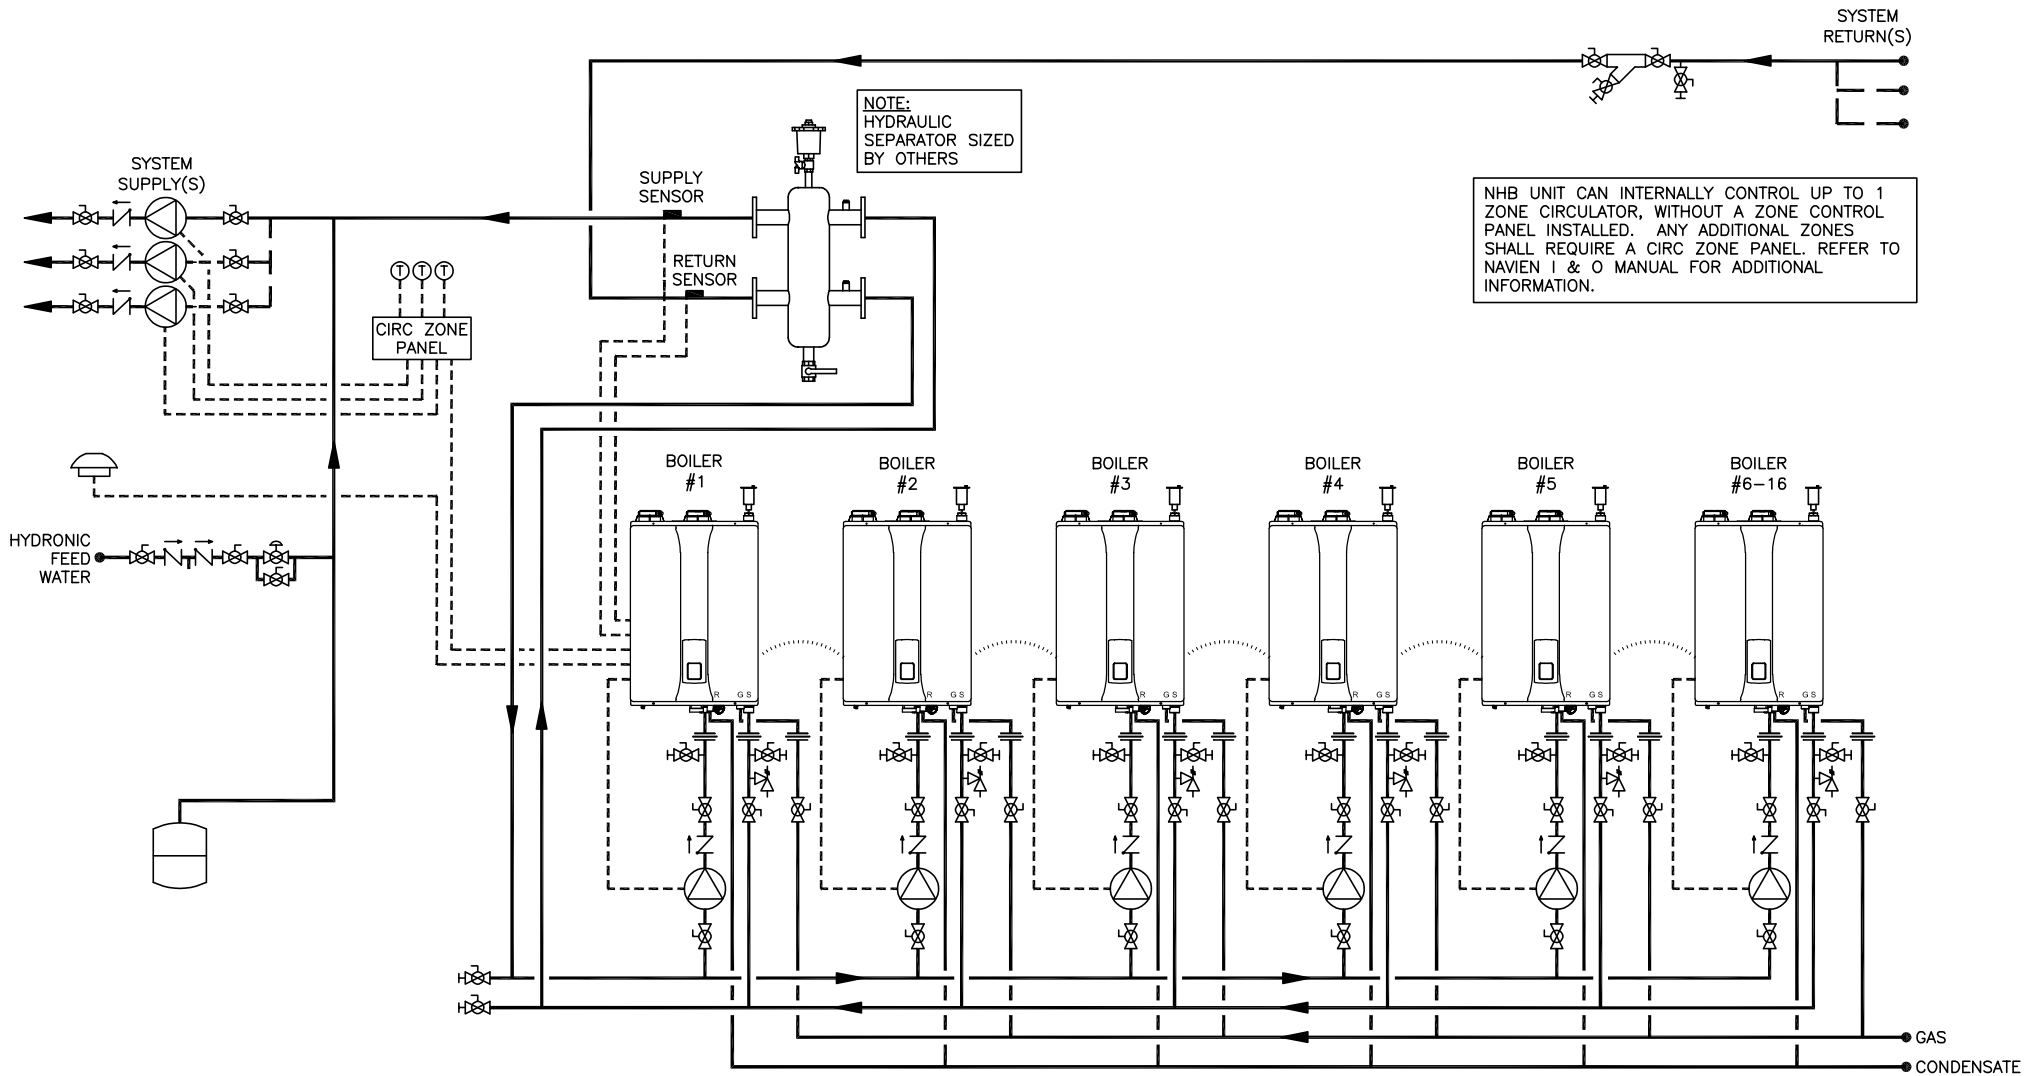 SYSTEM
RETURN(S)
NOTE:
HYDRAULIC
SEPARATOR SIZED
BY OTHERS
SYSTEM
SUPPLY(S)
SUPPLY
SENSOR
NHB UNIT CAN INTERNALLY CONTROL UP TO 1
ZONE CIRCULATOR, WITHOUT A ZONE CONTROL
PANEL INSTALLED. ANY ADDITIONAL ZONES
SHALL REQUIRE A CIRC ZONE PANEL. REFER TO
NAVIEN I & O MANUAL FOR ADDITIONAL
INFORMATION.
RETURN
SENSOR
T T T
CIRC ZONE
PANEL
BOILER
#1
BOILER
#2
BOILER
#3
BOILER
#4
BOILER
#5
BOILER
#6-16
HYDRONIC
FEED
WATER
R G S
R G S
R G S
R G S
R G S
R G S
GAS
CONDENSATE